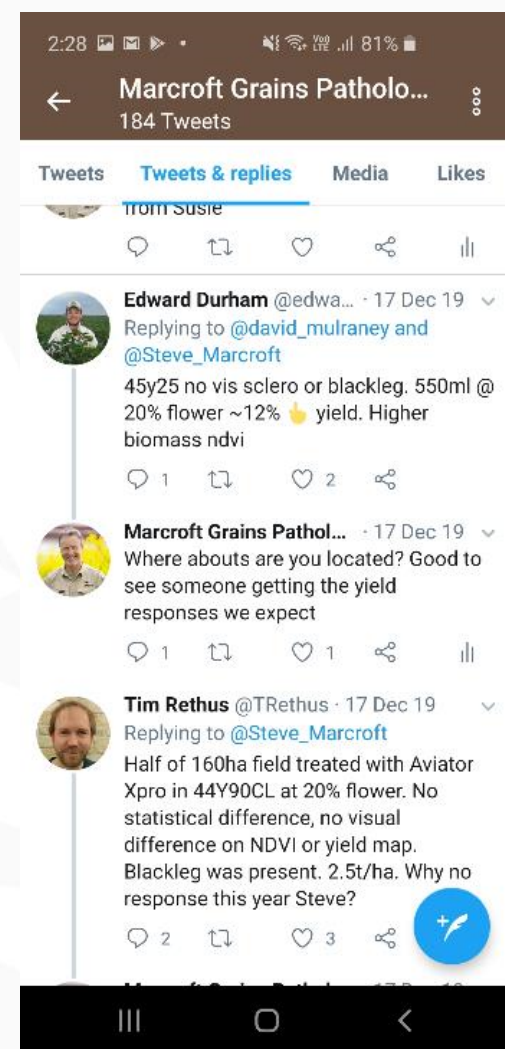 2:28 81%
Marcroft Grains Patholo...
184 Tweets
Tweets Tweets & replies Media Likes
from Susie
Edward Durham @edwa... · 17 Dec 19
Replying to @david_mulraney and
@Steve_Marcroft
45y25 no vis sclero or blackleg. 550ml @
20% flower ~12% 👆 yield. Higher
biomass ndvi
1 2
Marcroft Grains Pathol... · 17 Dec 19
Where abouts are you located? Good to
see someone getting the yield
responses we expect
1 1
Tim Rethus @TRethus · 17 Dec 19
Replying to @Steve_Marcroft
Half of 160ha field treated with Aviator
Xpro in 44Y90CL at 20% flower. No
statistical difference, no visual
difference on NDVI or yield map.
Blackleg was present. 2.5t/ha. Why no
response this year Steve?
2 3